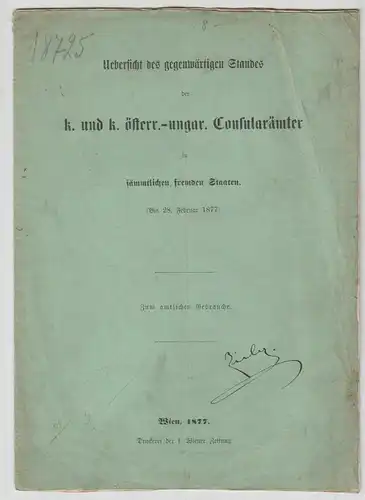 18725
8-
Uebersicht des gegenwärtigen Standes
der
k. und k. österr.-ungar. Consularämter
in
sämmtlichen fremden Staaten.
(Bis 28. Februar 1877)
Zum amtlichen Gebrauche.
Wien, 1877.
Druckerei der k. Wiener Zeitung